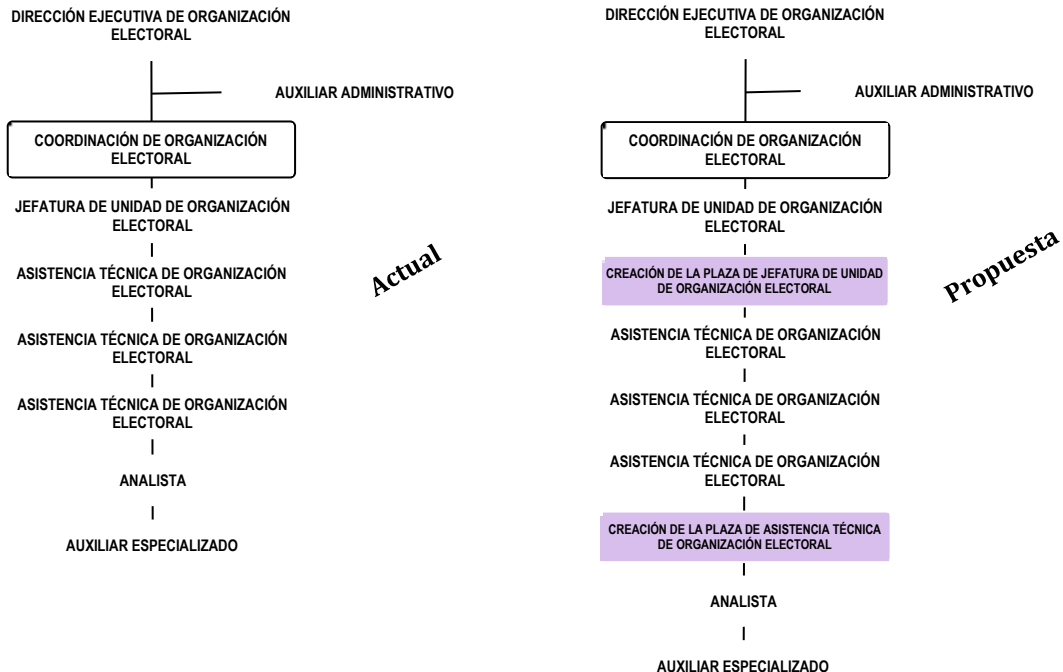 DIRECCIÓN EJECUTIVA DE ORGANIZACIÓN
ELECTORAL
AUXILIAR ADMINISTRATIVO
COORDINACIÓN DE ORGANIZACIÓN
ELECTORAL
JEFATURA DE UNIDAD DE ORGANIZACIÓN
ELECTORAL
ASISTENCIA TÉCNICA DE ORGANIZACIÓN
ELECTORAL
ASISTENCIA TÉCNICA DE ORGANIZACIÓN
ELECTORAL
ASISTENCIA TÉCNICA DE ORGANIZACIÓN
ELECTORAL
ANALISTA
AUXILIAR ESPECIALIZADO
Actual
DIRECCIÓN EJECUTIVA DE ORGANIZACIÓN
ELECTORAL
AUXILIAR ADMINISTRATIVO
COORDINACIÓN DE ORGANIZACIÓN
ELECTORAL
JEFATURA DE UNIDAD DE ORGANIZACIÓN
ELECTORAL
CREACIÓN DE LA PLAZA DE JEFATURA DE UNIDAD
DE ORGANIZACIÓN ELECTORAL
ASISTENCIA TÉCNICA DE ORGANIZACIÓN
ELECTORAL
ASISTENCIA TÉCNICA DE ORGANIZACIÓN
ELECTORAL
ASISTENCIA TÉCNICA DE ORGANIZACIÓN
ELECTORAL
CREACIÓN DE LA PLAZA DE ASISTENCIA TÉCNICA
DE ORGANIZACIÓN ELECTORAL
ANALISTA
AUXILIAR ESPECIALIZADO
Propuesta